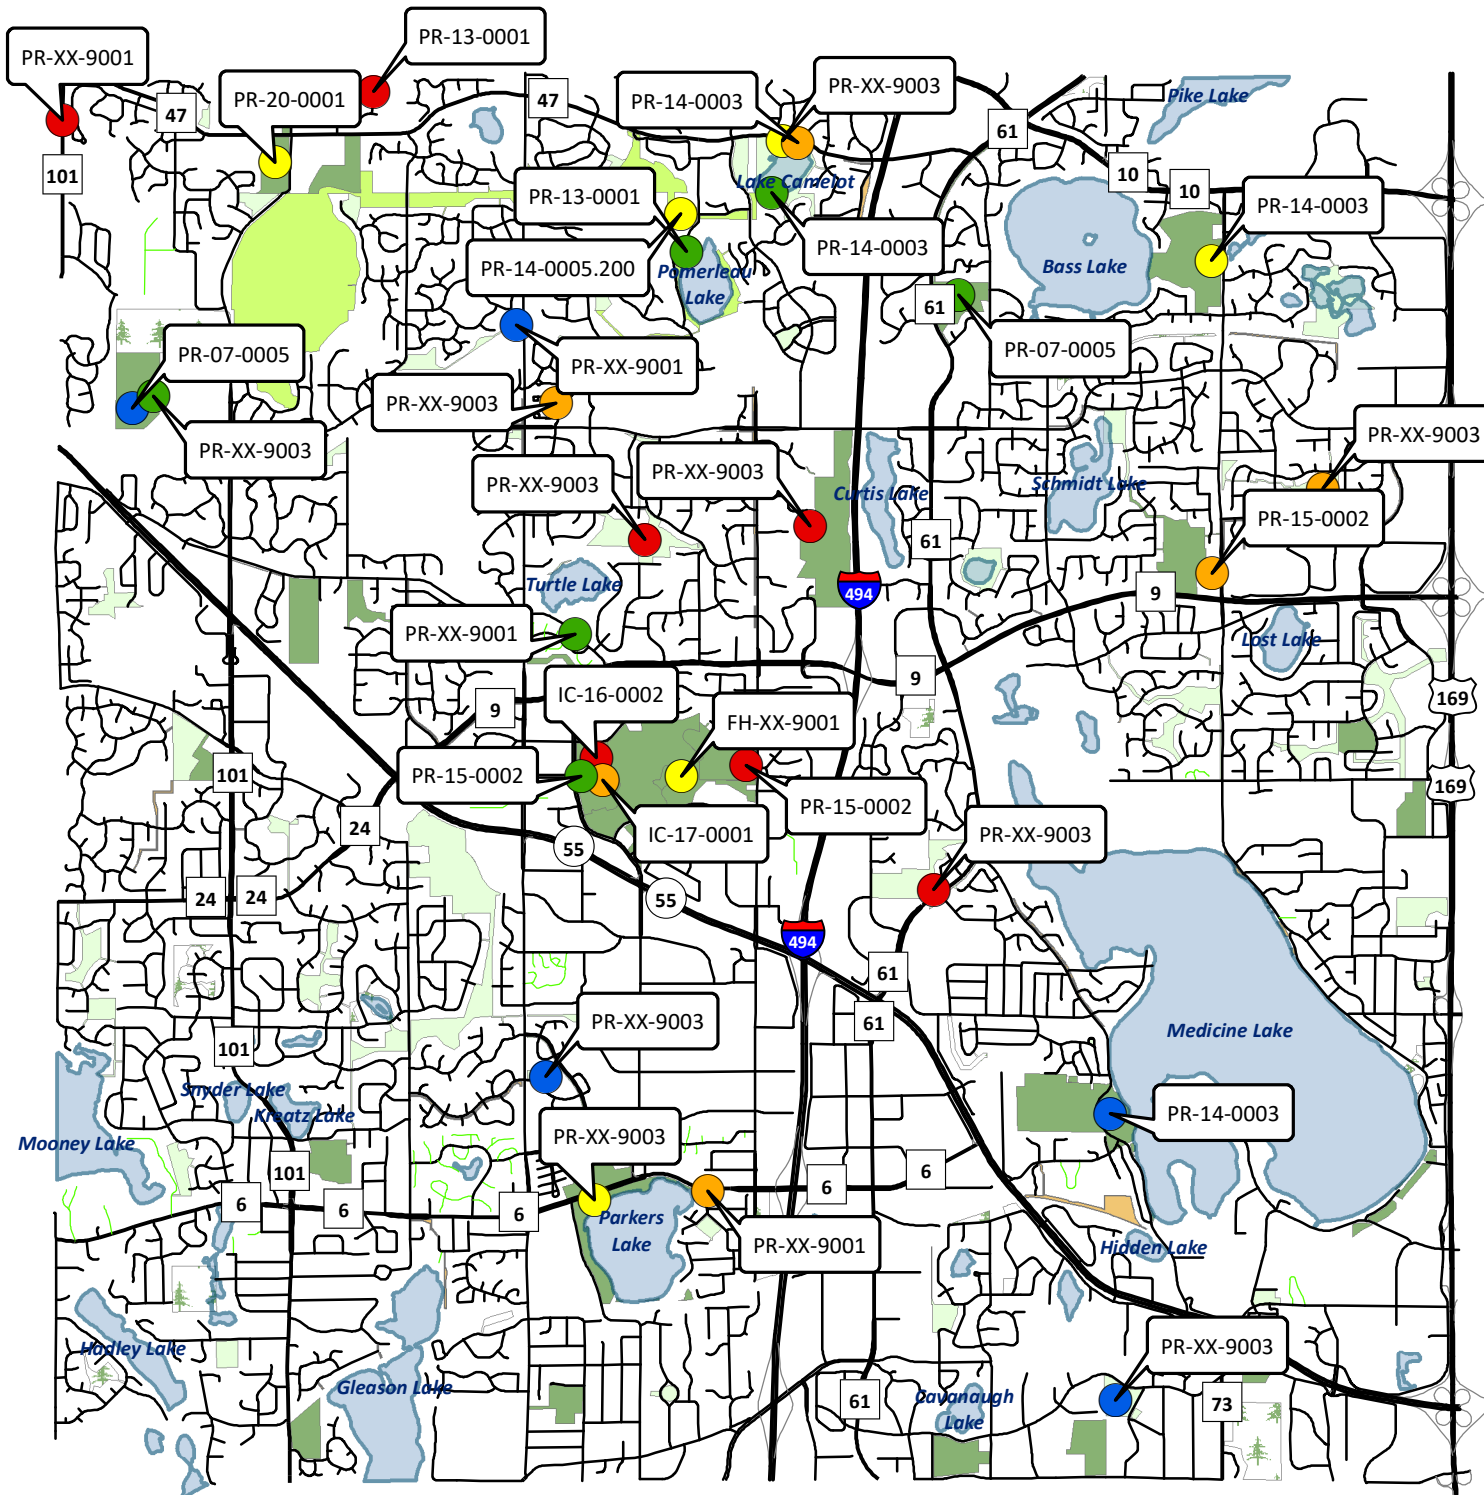 PR-13-0001
PR-XX-9001
PR-20-0001
PR-14-0003
PR-XX-9003
47
47
61
Pike Lake
101
10
10
Lake Camelot
PR-13-0001
PR-14-0003
PR-14-0003
PR-14-0005.200
Pomerleau
Lake
Bass Lake
61
PR-07-0005
PR-07-0005
PR-XX-9001
PR-XX-9003
PR-XX-9003
PR-XX-9003
PR-XX-9003
PR-XX-9003
Curtis Lake
Schmidt Lake
PR-15-0002
61
Turtle Lake
494
9
PR-XX-9001
Lost Lake
9
IC-16-0002
169
9
FH-XX-9001
101
PR-15-0002
169
PR-15-0002
24
IC-17-0001
PR-XX-9003
55
24
24
55
494
61
PR-XX-9003
61
Medicine Lake
101
Snyder Lake
Kreatz Lake
PR-14-0003
Mooney Lake
PR-XX-9003
101
6
6
6
6
6
Parkers
Lake
PR-XX-9001
Hidden Lake
Hadley Lake
PR-XX-9003
Gleason Lake
61
Cavanaugh
Lake
73